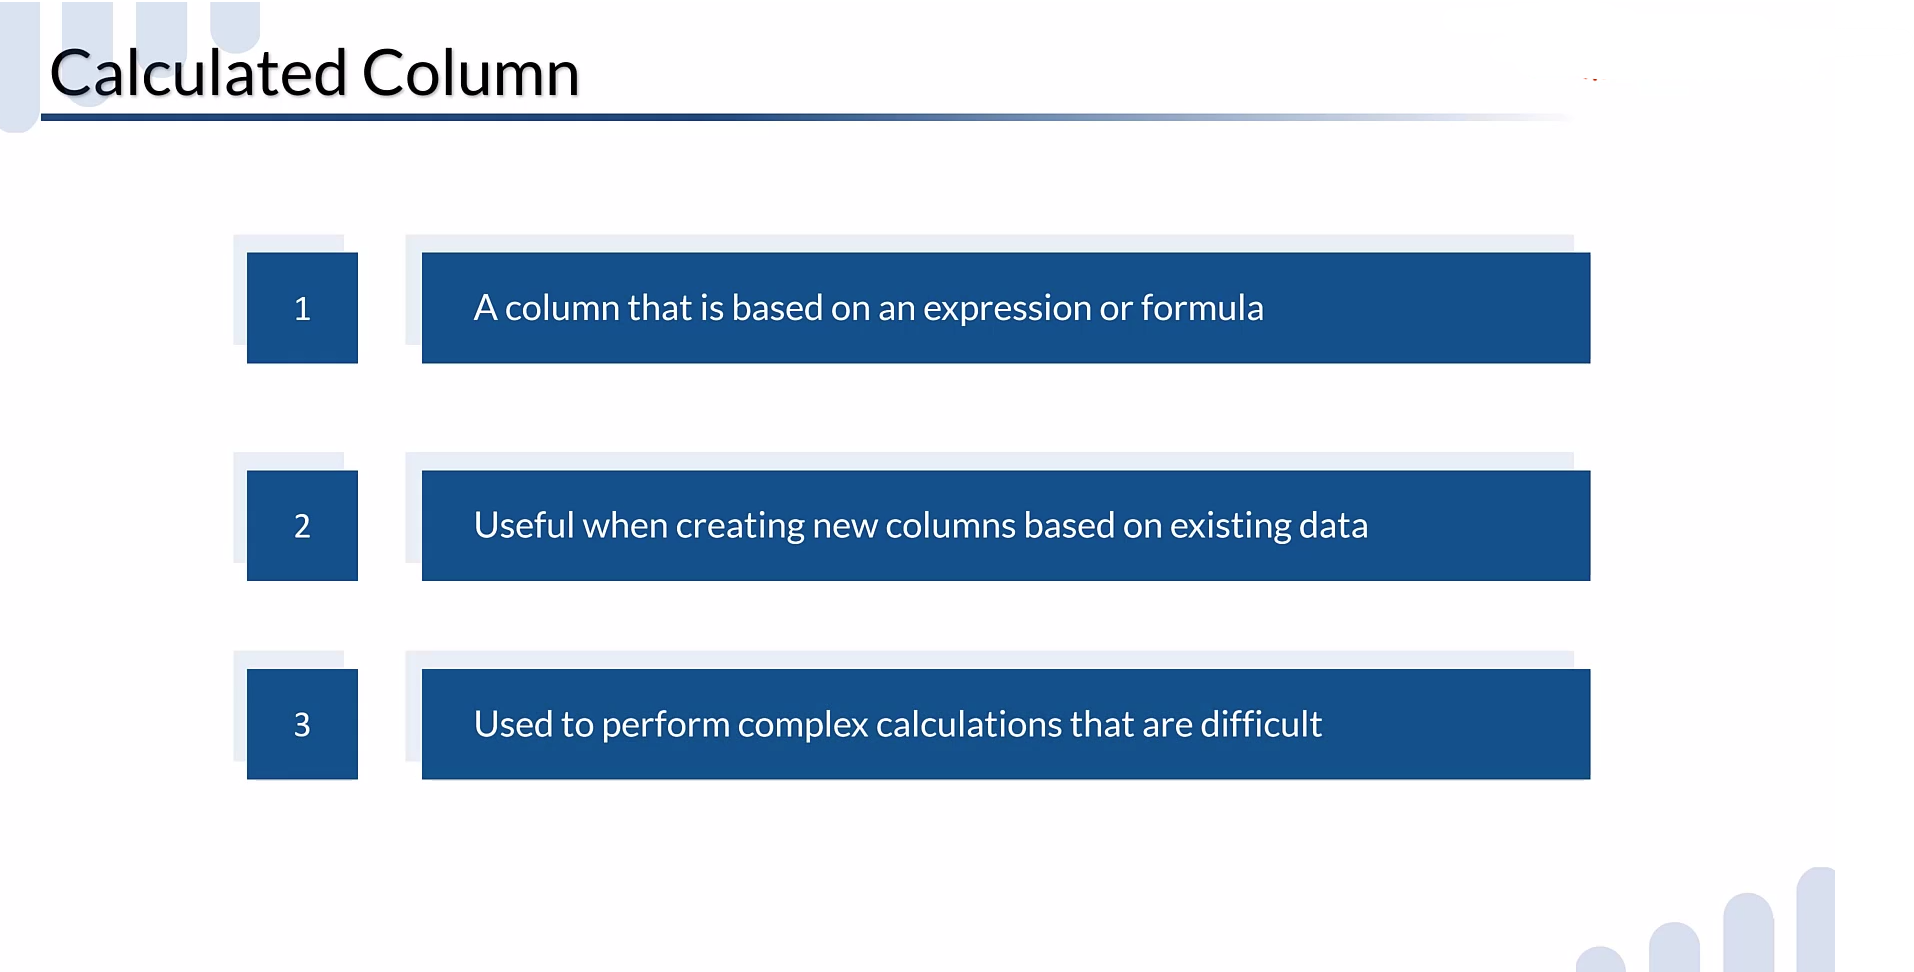 Calculated Column
1
A column that is based on an expression or formula
2
Useful when creating new columns based on existing data
3
Used to perform complex calculations that are difficult